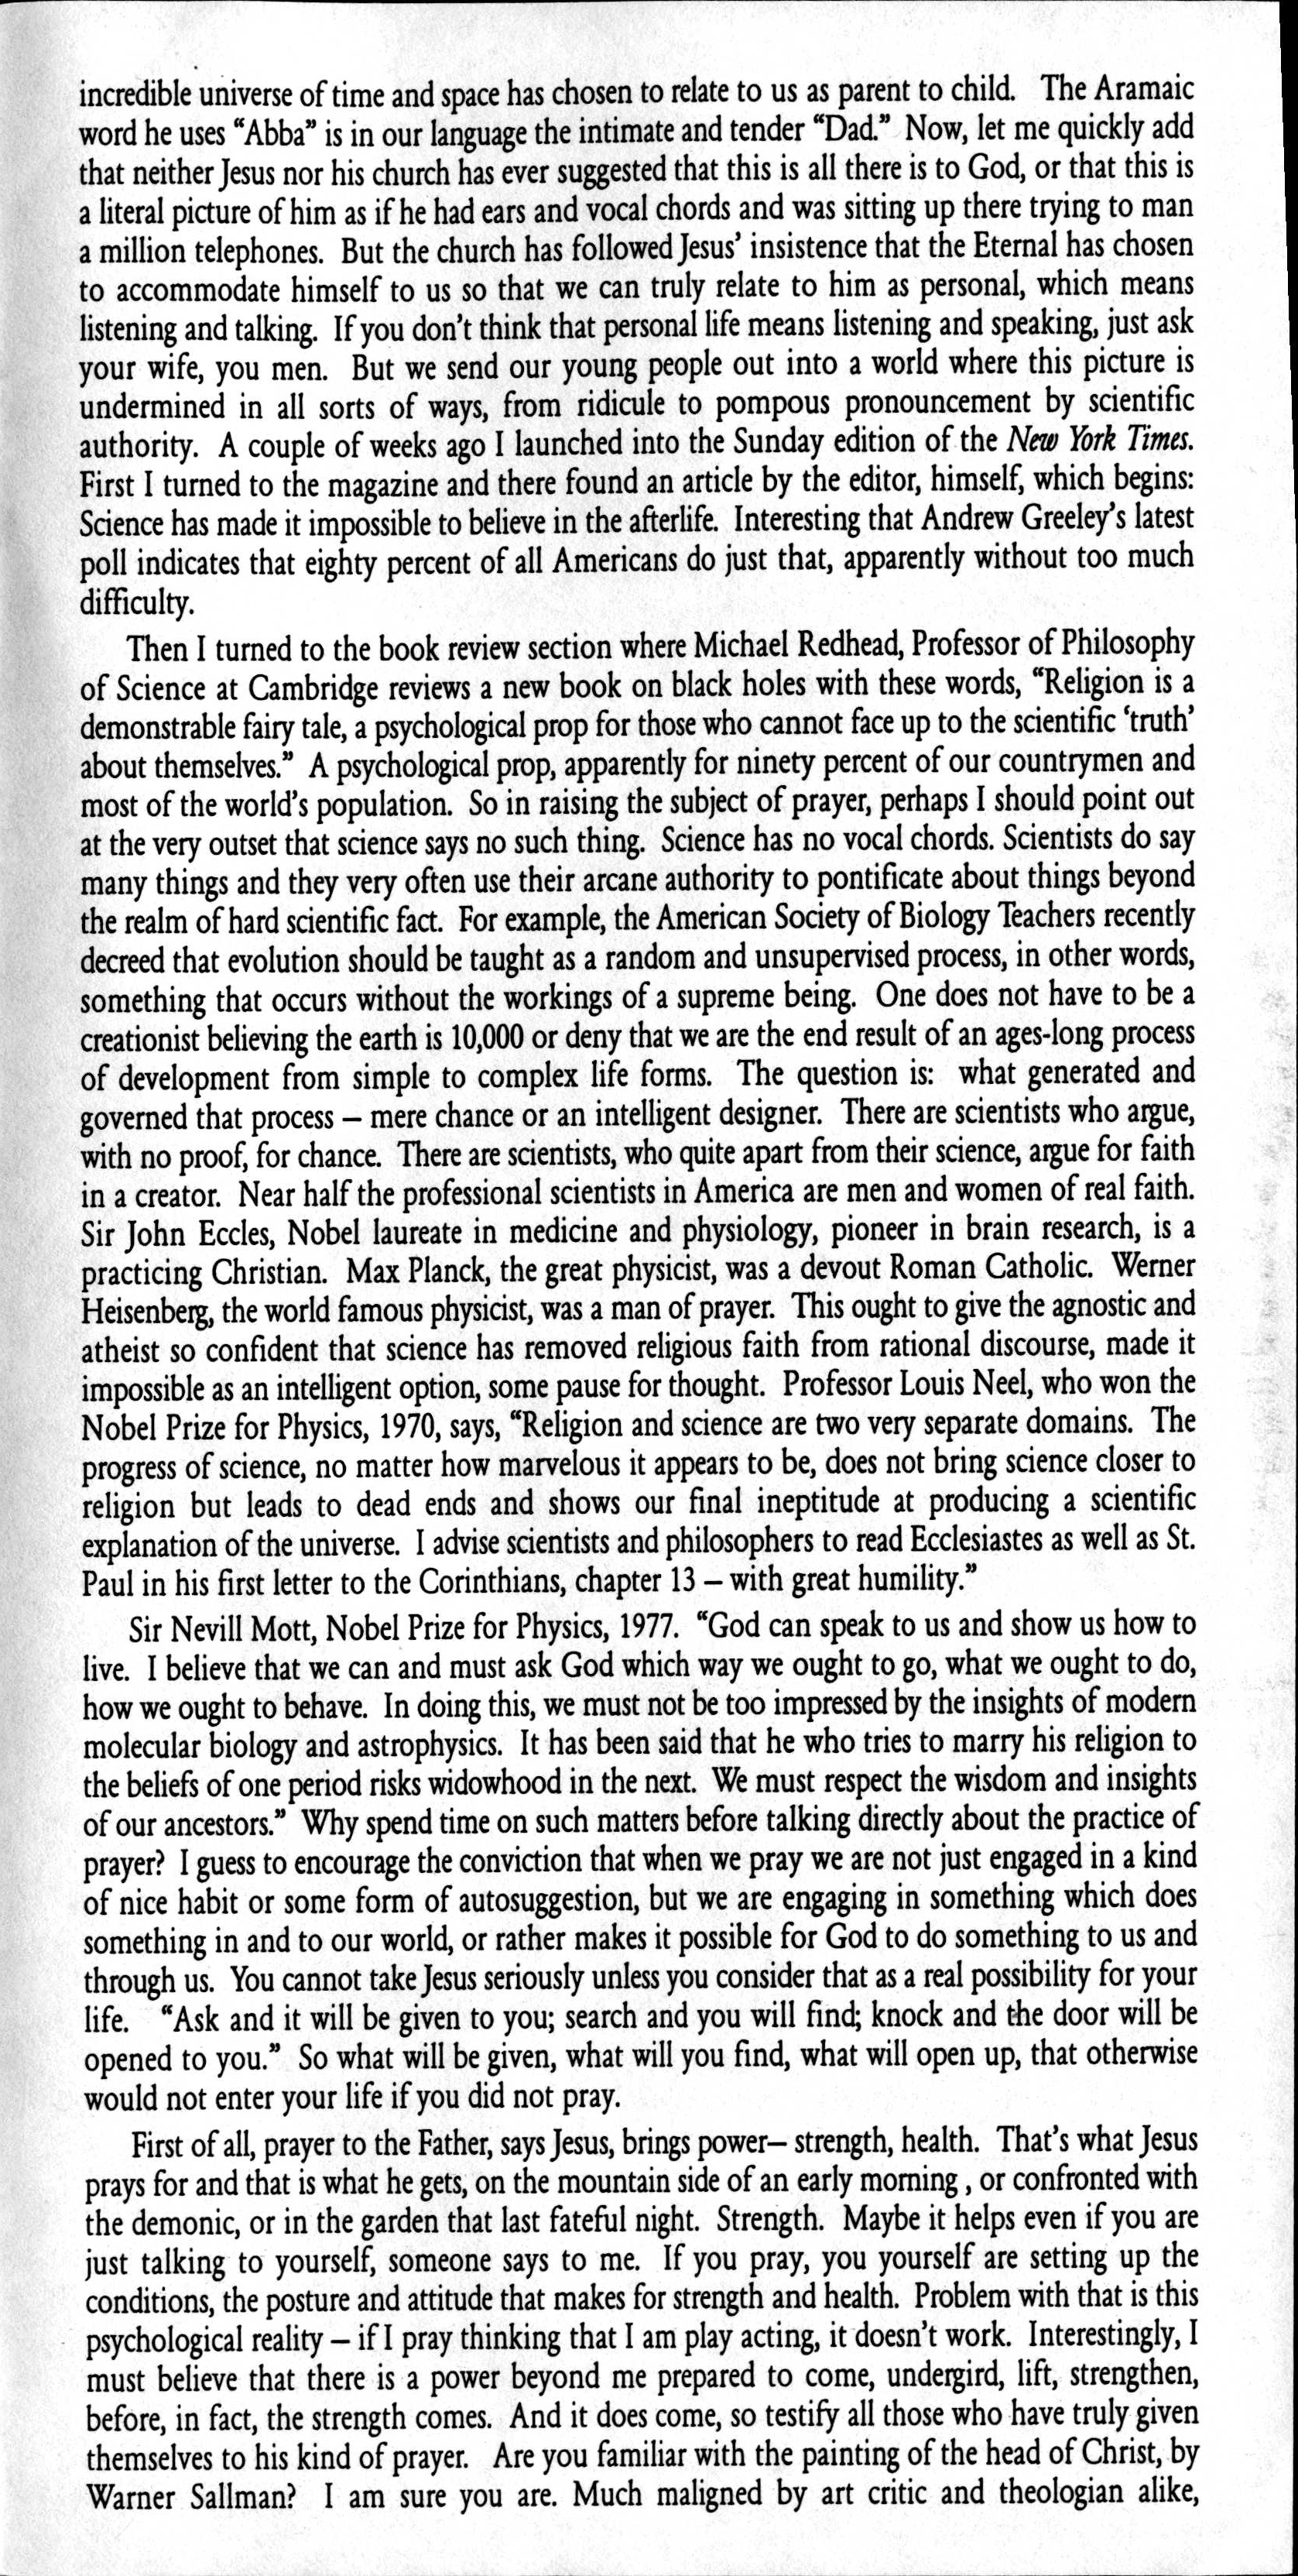 incredible universe of time and space has chosen to relate to us as parent to child. The Aramaic
word he uses “Abba” is in our language the intimate and tender “Dad.” Now, let me quickly add
that neither Jesus nor his church has ever suggested that this is all there is to God, or that this is
a literal picture of him as if he had ears and vocal chords and was sitting up there trying to man
a million telephones. But the church has followed Jesus’ insistence that the Eternal has chosen
to accommodate himself to us so that we can truly relate to him as personal, which means
listening and talking. If you don’t think that personal life means listening and speaking, just ask
your wife, you men. But we send our young people out into a world where this picture is
undermined in all sorts of ways, from ridicule to pompous pronouncement by scientific
authority. A couple of weeks ago I launched into the Sunday edition of the New York Times.
First I turned to the magazine and there found an article by the editor, himself, which begins:
Science has made it impossible to believe in the afterlife. Interesting that Andrew Greeley’s latest
poll indicates that eighty percent of all Americans do just that, apparently without too much
difficulty.
Then I turned to the book review section where Michael Redhead, Professor of Philosophy
of Science at Cambridge reviews a new book on black holes with these words, “Religion is a
demonstrable fairy tale, a psychological prop for those who cannot face up to the scientific ‘truth’
about themselves.” A psychological prop, apparently for ninety percent of our countrymen and
most of the world’s population. So in raising the subject of prayer, perhaps I should point out
at the very outset that science says no such thing. Science has no vocal chords. Scientists do say
many things and they very often use their arcane authority to pontificate about things beyond
the realm of hard scientific fact. For example, the American Society of Biology Teachers recently
decreed that evolution should be taught as a random and unsupervised process, in other words,
something that occurs without the workings of a supreme being. One does not have to be a
creationist believing the earth is 10,000 or deny that we are the end result of an ages-long process
of development from simple to complex life forms. The question is: what generated and
governed that process – mere chance or an intelligent designer. There are scientists who argue,
with no proof, for chance. There are scientists, who quite apart from their science, argue for faith
in a creator. Near half the professional scientists in America are men and women of real faith.
Sir John Eccles, Nobel laureate in medicine and physiology, pioneer in brain research, is a
practicing Christian. Max Planck, the great physicist, was a devout Roman Catholic. Werner
Heisenberg, the world famous physicist, was a man of prayer. This ought to give the agnostic and
atheist so confident that science has removed religious faith from rational discourse, made it
impossible as an intelligent option, some pause for thought. Professor Louis Neel, who won the
Nobel Prize for Physics, 1970, says, “Religion and science are two very separate domains. The
progress of science, no matter how marvelous it appears to be, does not bring science closer to
religion but leads to dead ends and shows our final ineptitude at producing a scientific
explanation of the universe. I advise scientists and philosophers to read Ecclesiastes as well as St.
Paul in his first letter to the Corinthians, chapter 13 – with great humility.”
Sir Nevill Mott, Nobel Prize for Physics, 1977. “God can speak to us and show us how to
live. I believe that we can and must ask God which way we ought to go, what we ought to do,
how we ought to behave. In doing this, we must not be too impressed by the insights of modern
molecular biology and astrophysics. It has been said that he who tries to marry his religion to
the beliefs of one period risks widowhood in the next. We must respect the wisdom and insights
of our ancestors.” Why spend time on such matters before talking directly about the practice of
prayer? I guess to encourage the conviction that when we pray we are not just engaged in a kind
of nice habit or some form of autosuggestion, but we are engaging in something which does
something in and to our world, or rather makes it possible for God to do something to us and
through us. You cannot take Jesus seriously unless you consider that as a real possibility for your
life. “Ask and it will be given to you; search and you will find; knock and the door will be
opened to you.” So what will be given, what will you find, what will open up, that otherwise
would not enter your life if you did not pray.
First of all, prayer to the Father, says Jesus, brings power– strength, health. That’s what Jesus
prays for and that is what he gets, on the mountain side of an early morning , or confronted with
the demonic, or in the garden that last fateful night. Strength. Maybe it helps even if you are
just talking to yourself, someone says to me. If you pray, you yourself are setting up the
conditions, the posture and attitude that makes for strength and health. Problem with that is this
psychological reality – if I pray thinking that I am play acting, it doesn’t work. Interestingly, I
must believe that there is a power beyond me prepared to come, undergird, lift, strengthen,
before, in fact, the strength comes. And it does come, so testify all those who have truly given
themselves to his kind of prayer. Are you familiar with the painting of the head of Christ, by
Warner Sallman? I am sure you are. Much maligned by art critic and theologian alike,